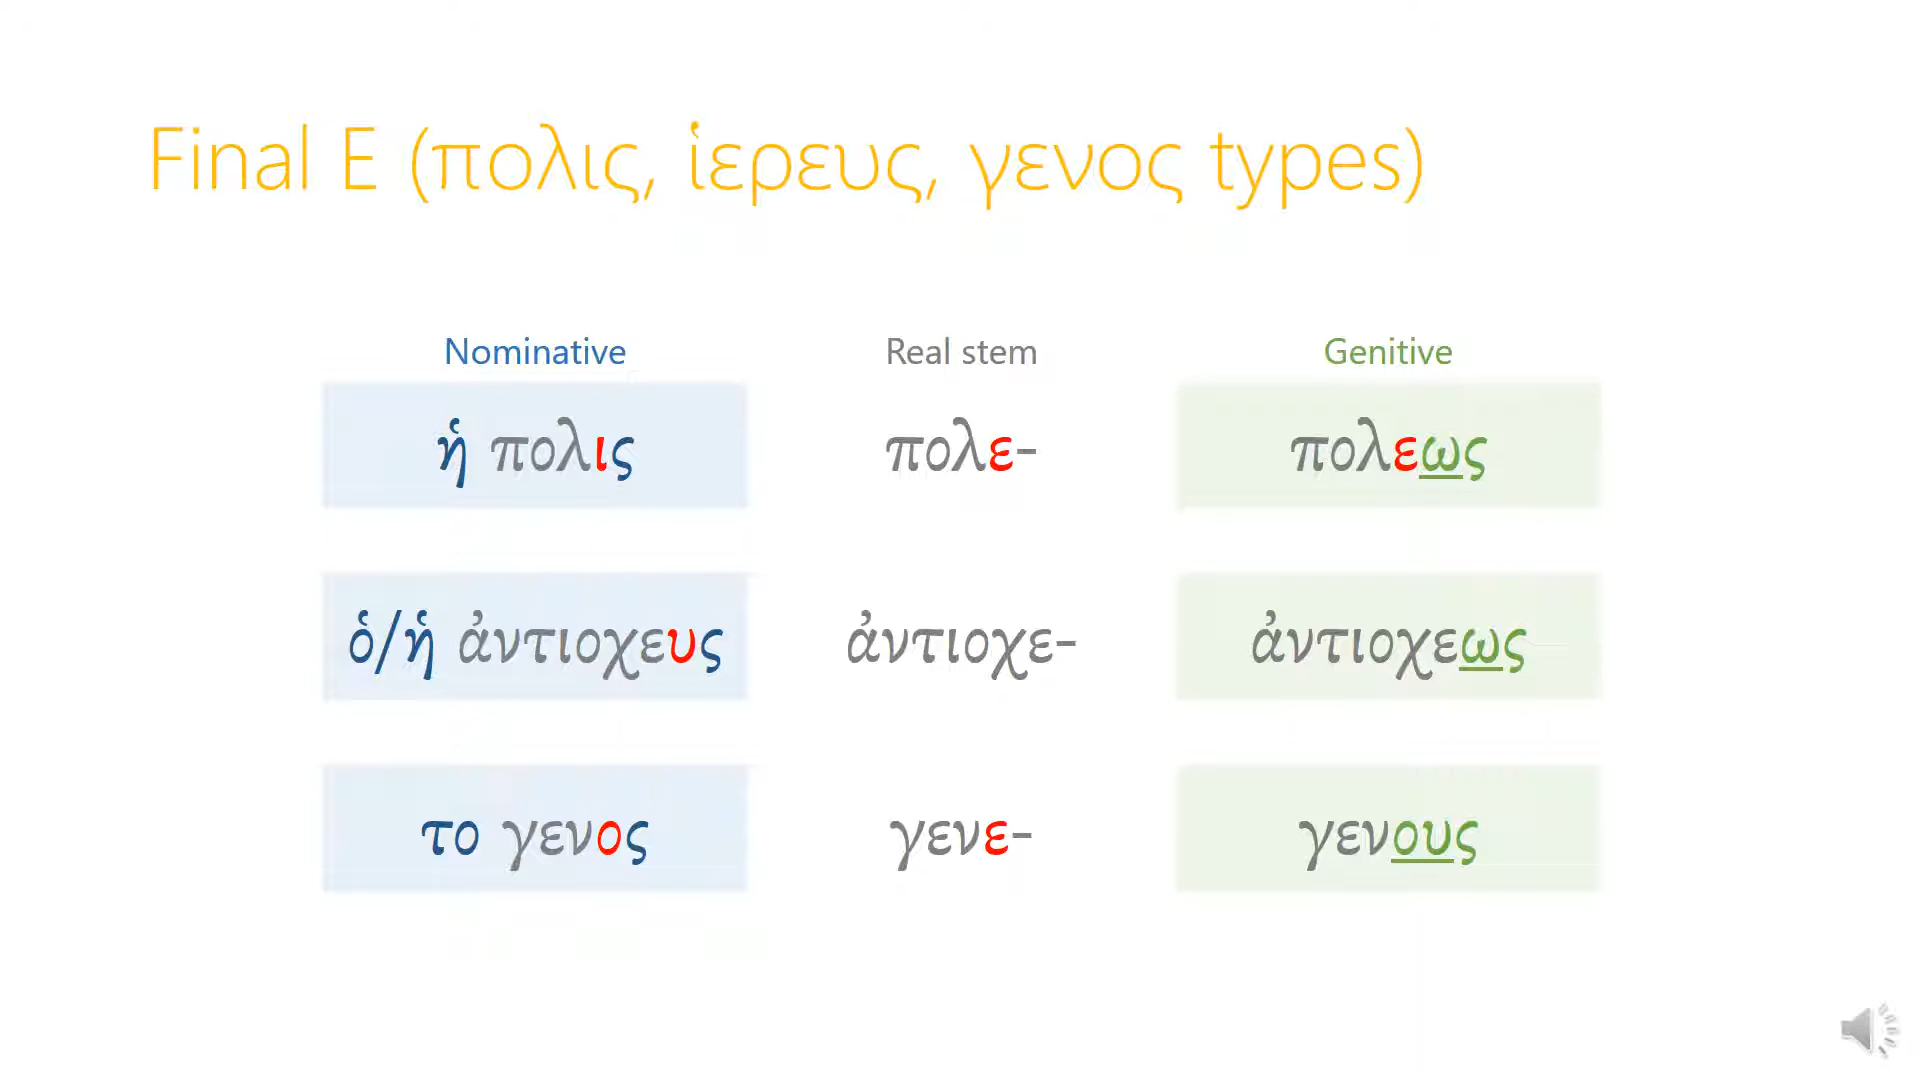 Final E (πολις, ἱερευς, γενος types)
Nominative Real stem Genitive
ἡ πολις πολε- πολεως
ὁ/ἡ ἀντιοχευς ἀντιοχε- ἀντιοχεως
το γενος γενε- γενους